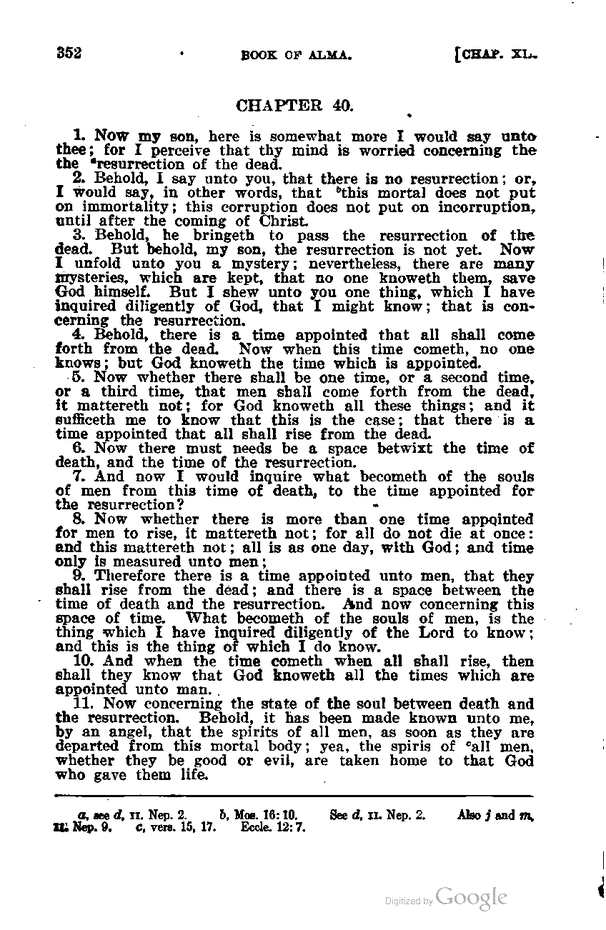 352 BOOK OF ALMA. [CHAP. XL.
CHAPTER 40.
1. Now my son, here is somewhat more I would say unto
thee; for I perceive that thy mind is worried concerning the
the ᵃresurrection of the dead.
2. Behold, I say unto you, that there is no resurrection; or,
I would say, in other words, that ᵇthis mortal does not put
on immortality; this corruption does not put on incorruption,
until after the coming of Christ.
3. Behold, he bringeth to pass the resurrection of the
dead. But behold, my son, the resurrection is not yet. Now
I unfold unto you a mystery; nevertheless, there are many
mysteries, which are kept, that no one knoweth them, save
God himself. But I shew unto you one thing, which I have
inquired diligently of God, that I might know; that is con-
cerning the resurrection.
4. Behold, there is a time appointed that all shall come
forth from the dead. Now when this time cometh, no one
knows; but God knoweth the time which is appointed.
5. Now whether there shall be one time, or a second time,
or a third time, that men shall come forth from the dead,
it mattereth not; for God knoweth all these things; and it
sufficeth me to know that this is the case; that there is a
time appointed that all shall rise from the dead.
6. Now there must needs be a space betwixt the time of
death, and the time of the resurrection.
7. And now I would inquire what becometh of the souls
of men from this time of death, to the time appointed for
the resurrection?
8. Now whether there is more than one time appointed
for men to rise, it mattereth not; for all do not die at once:
and this mattereth not; all is as one day, with God; and time
only is measured unto men;
9. Therefore there is a time appointed unto men, that they
shall rise from the dead; and there is a space between the
time of death and the resurrection. And now concerning this
space of time. What becometh of the souls of men, is the
thing which I have inquired diligently of the Lord to know;
and this is the thing of which I do know.
10. And when the time cometh when all shall rise, then
shall they know that God knoweth all the times which are
appointed unto man.
11. Now concerning the state of the soul between death and
the resurrection. Behold, it has been made known unto me,
by an angel, that the spirits of all men, as soon as they are
departed from this mortal body; yea, the spiris of ᶜall men,
whether they be good or evil, are taken home to that God
who gave them life.
a, see d, II. Nep. 2. b, Mos. 16:10. See d, II. Nep. 2. Also j and m,
II. Nep. 9. c, vers. 15, 17. Eccle. 12:7.
Digitized by Google